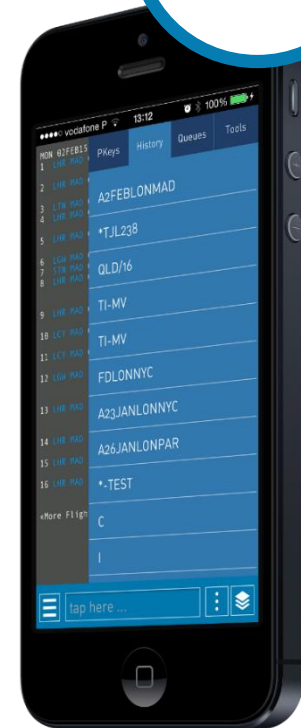 ●●●●○ vodafone P 13:12 100%
PKeys History Queues Tools
MON 02FEB15
1 LHR MAD
2 LHR MAD
3 LTN MAD
4 LHR MAD
5 LHR MAD
6 LGW MAD
7 STN MAD
8 LHR MAD
9 LHR MAD
10 LCY MAD
11 LCY MAD
12 LGW MAD
13 LHR MAD
14 LHR MAD
15 LHR MAD
16 LHR MAD
«More Fligh
A2FEBLONMAD
*TJL238
QLD/16
TI-MV
TI-MV
FDLONNYC
A23JANLONNYC
A26JANLONPAR
*-TEST
C
I
tap here ...